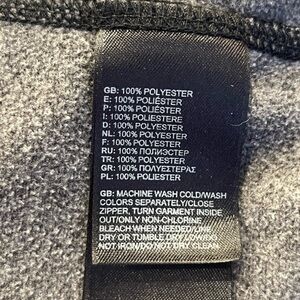 GB: 100% POLYESTER
E: 100% POLIÉSTER
P: 100% POLIÉSTER
I: 100% POLIESTERE
D: 100% POLYESTER
NL: 100% POLYESTER
F: 100% POLYESTER
RU: 100% ПОЛИЭСТЕР
TR: 100% POLYESTER
GR: 100% ΠΟΛΥΕΣΤΕΡΑΣ
PL: 100% POLIESTER
GB: MACHINE WASH COLD/WASH
COLORS SEPARATELY/CLOSE
ZIPPER, TURN GARMENT INSIDE
OUT/ONLY NON-CHLORINE
BLEACH WHEN NEEDED/LINE
DRY OR TUMBLE DRY LOW/DO
NOT IRON/DO NOT DRY CLEAN.